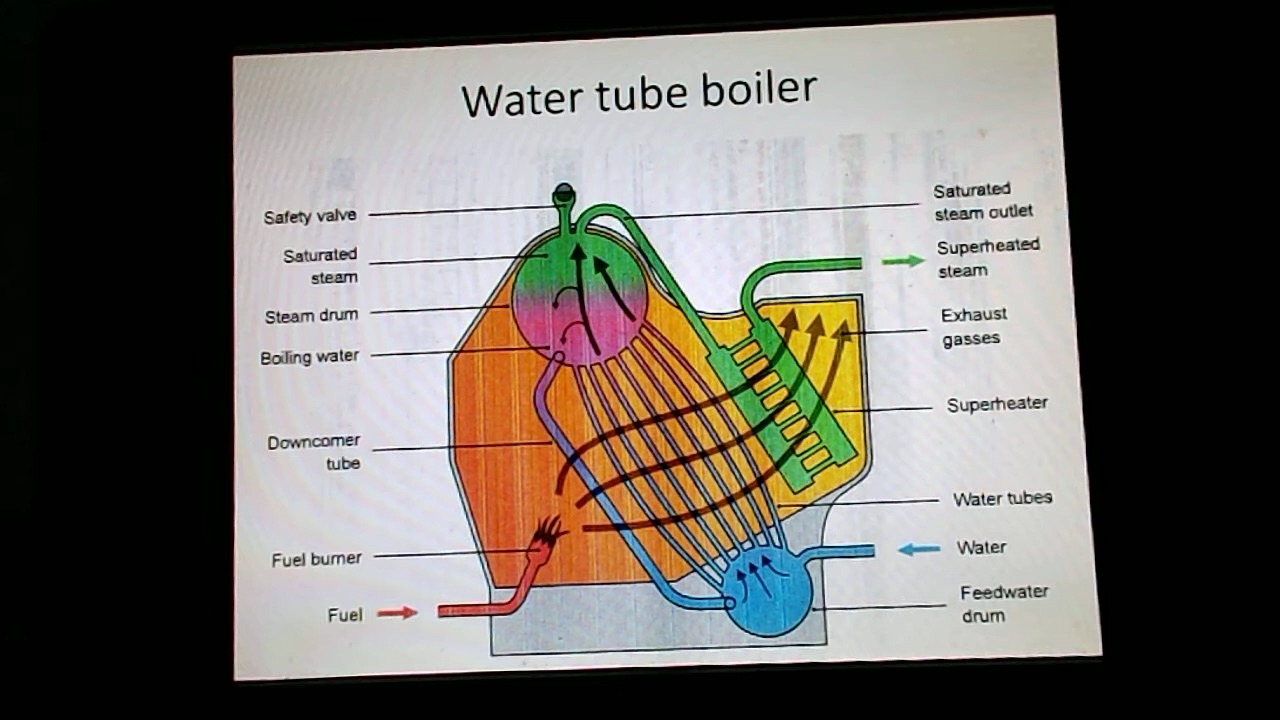 Water tube boiler
Safety valve
Saturated
steam
Steam drum
Boiling water
Downcomer
tube
Fuel burner
Fuel
Saturated
steam outlet
Superheated
steam
Exhaust
gasses
Superheater
Water tubes
Water
Feedwater
drum